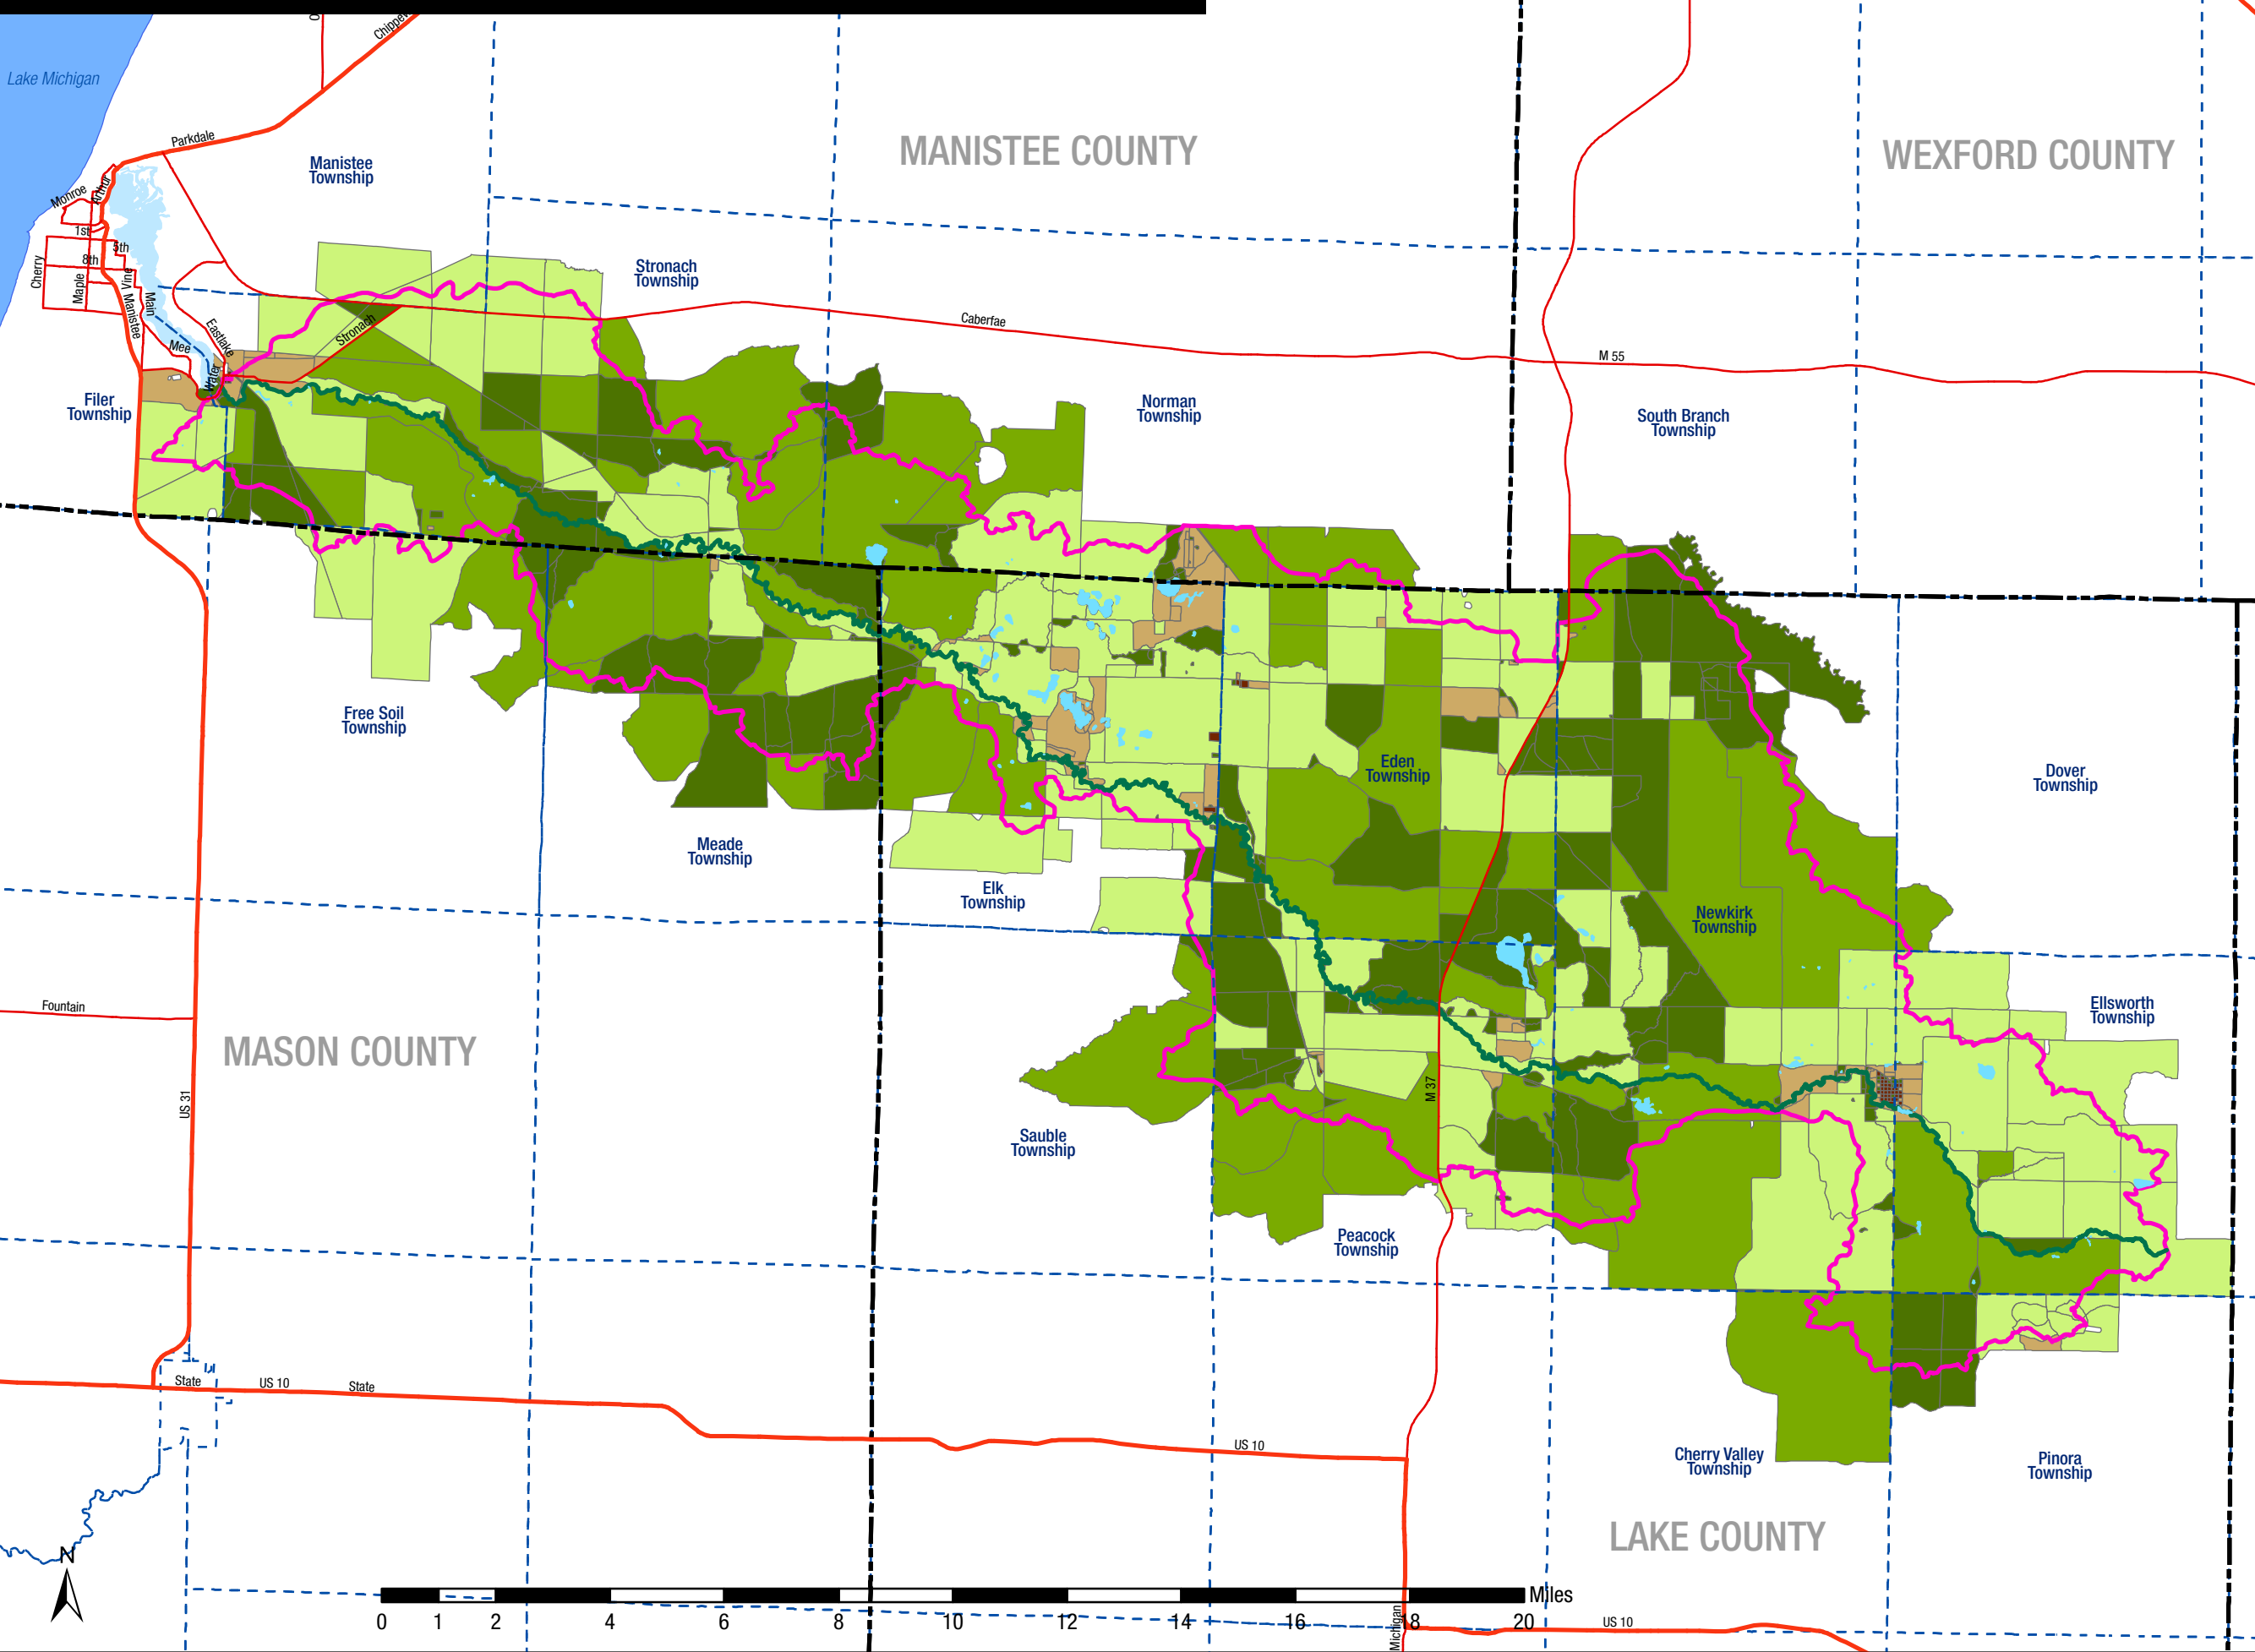 Chippew
Lake Michigan
Parkdale
MANISTEE COUNTY
WEXFORD COUNTY
Manistee
Township
Monroe
Arthur
1st
5th
8th
Cherry
Maple
Vine
Manistee
Main
Eastlake
Mee
Water
Stronach
Stronach
Township
Caberfae
M 55
Filer
Township
Norman
Township
South Branch
Township
Free Soil
Township
Eden
Township
Dover
Township
Meade
Township
Elk
Township
Newkirk
Township
Fountain
Ellsworth
Township
MASON COUNTY
US 31
M 37
Sauble
Township
Peacock
Township
State
US 10
State
US 10
Cherry Valley
Township
Pinora
Township
LAKE COUNTY
N
Miles
0 1 2 4 6 8 10 12 14 16 18 20
Michigan
US 10